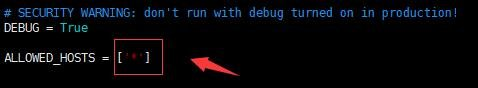 # SECURITY WARNING: don't run with debug turned on in production!
DEBUG = True
ALLOWED_HOSTS = ['*']